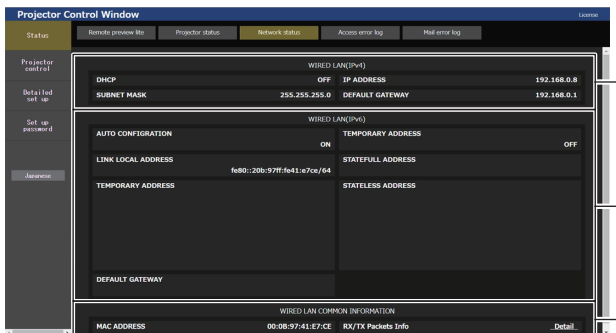 Projector Control Window
License
Status
Remote preview lite Projector status Network status Access error log Mail error log
Projector control
Detailed set up
Set up password
Japanese
WIRED LAN(IPv4)
DHCP OFF IP ADDRESS 192.168.0.8
SUBNET MASK 255.255.255.0 DEFAULT GATEWAY 192.168.0.1
WIRED LAN(IPv6)
AUTO CONFIGRATION ON TEMPORARY ADDRESS OFF
LINK LOCAL ADDRESS STATEFULL ADDRESS
fe80::20b:97ff:fe41:e7ce/64
TEMPORARY ADDRESS STATELESS ADDRESS
DEFAULT GATEWAY
WIRED LAN COMMON INFORMATION
MAC ADDRESS 00:0B:97:41:E7:CE RX/TX Packets Info Detail